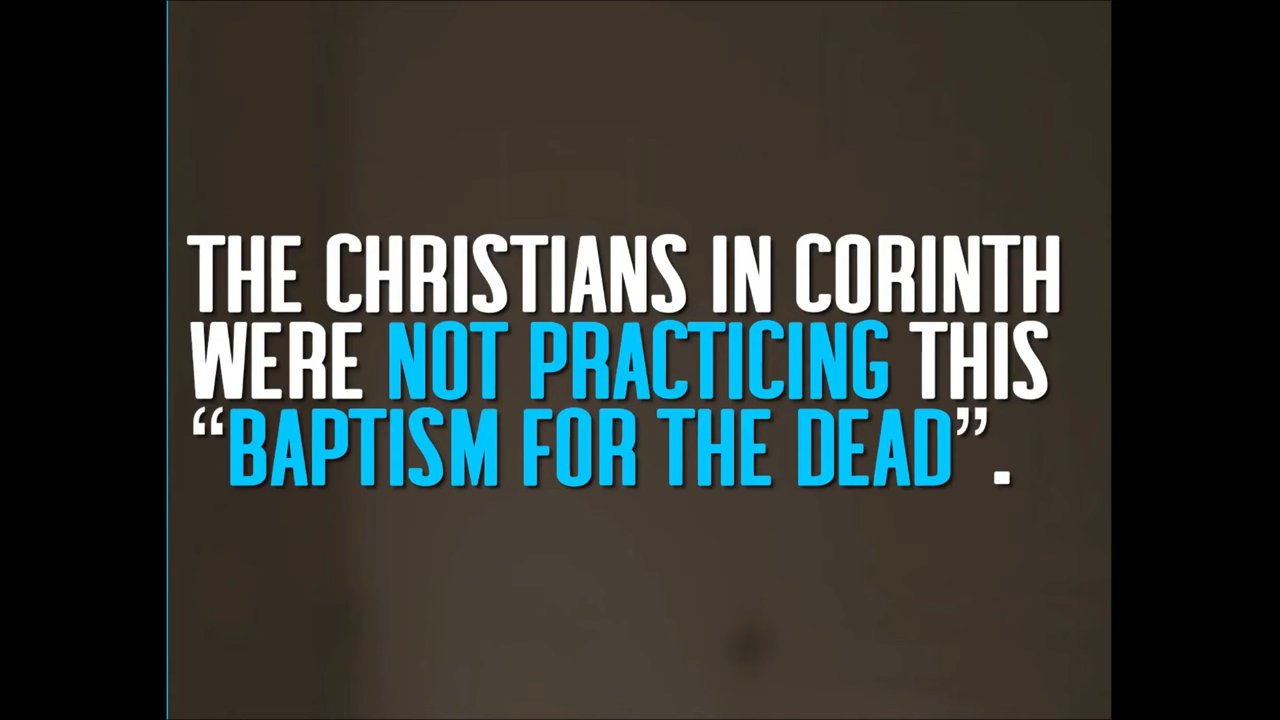 THE CHRISTIANS IN CORINTH
WERE NOT PRACTICING THIS
“BAPTISM FOR THE DEAD”.